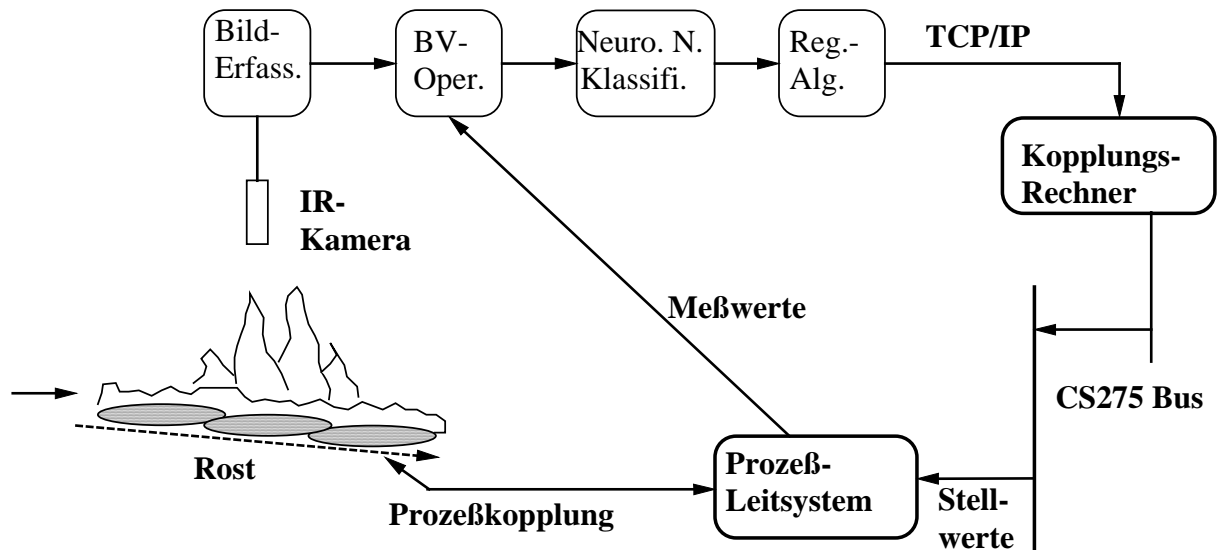 Bild-
Erfass.
BV-
Oper.
Neuro. N.
Klassifi.
Reg.-
Alg.
TCP/IP
Kopplungs-
Rechner
IR-
Kamera
Meßwerte
CS275 Bus
Rost
Prozeßkopplung
Prozeß-
Leitsystem
Stell-
werte